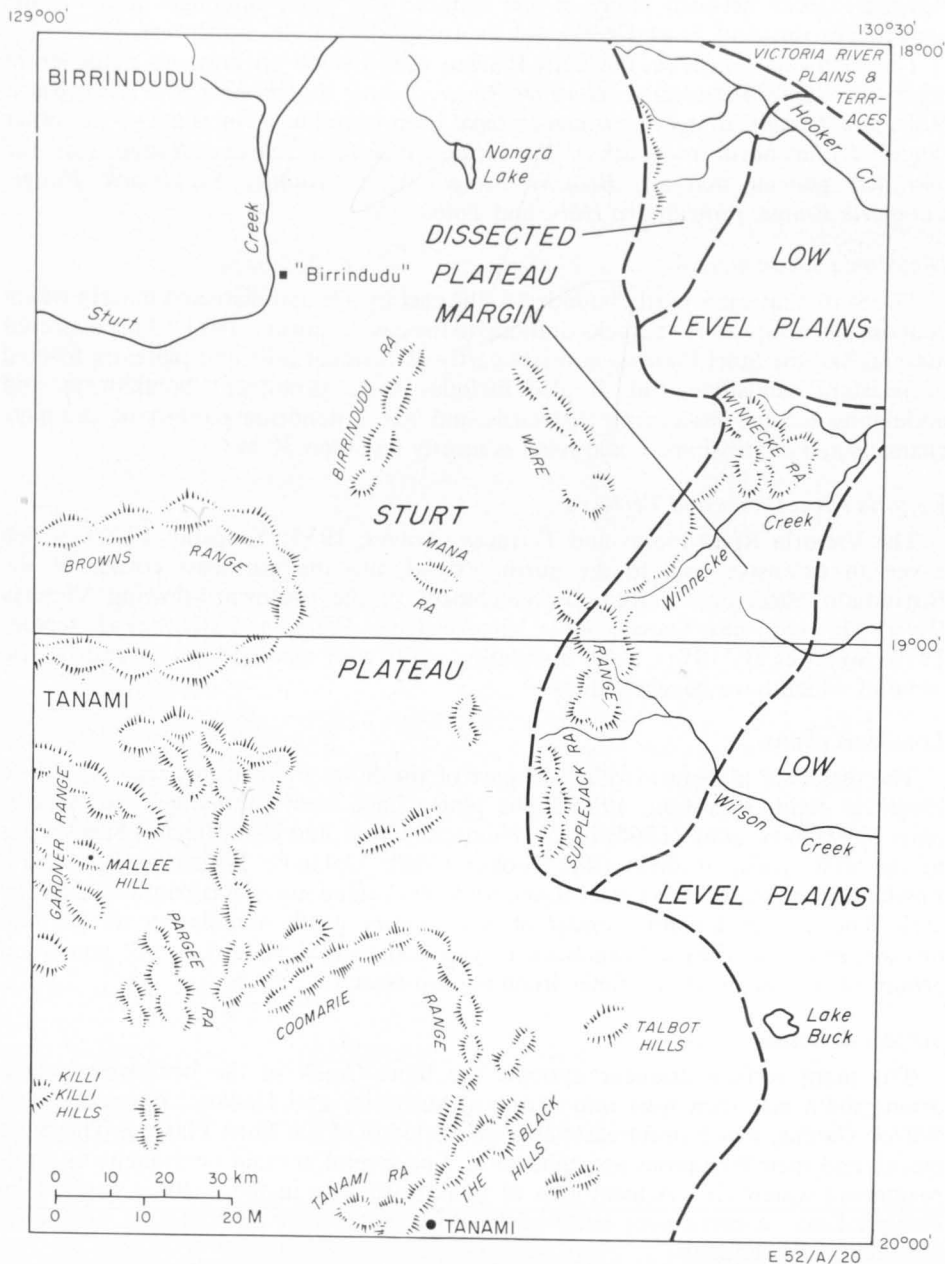 129°00'
130°30'
18°00'
BIRRINDUDU
VICTORIA RIVER
PLAINS &
TERR-
ACES
Hooker
Cr
Nongra
Lake
Creek
DISSECTED
PLATEAU
MARGIN
LOW
LEVEL PLAINS
"Birrindudu"
Sturt
BIRRINDUDU RA
WARE
WINNECKE RA
STURT
MANA
RA
Creek
Winnecke
BROWNS RANGE
19°00'
RANGE
PLATEAU
TANAMI
LOW
SUPPLEJACK RA
Wilson
Creek
GARDNER RANGE
MALLEE
HILL
LEVEL PLAINS
PARGEE
RA
COOMARIE
RANGE
TALBOT
HILLS
Lake
Buck
KILLI
KILLI
HILLS
THE BLACK
HILLS
0 10 20 30 km
0 10 20 M
TANAMI RA
TANAMI
20°00'
E 52/A/20